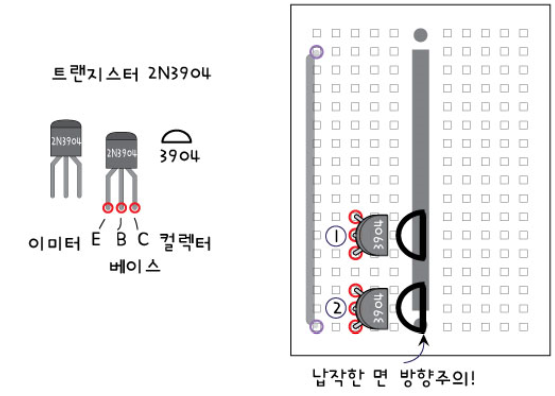 트랜지스터 2N3904
2N3904
2N3904
3904
이미터 E B C 컬렉터
베이스
① 3904
② 3904
납작한 면 방향주의!